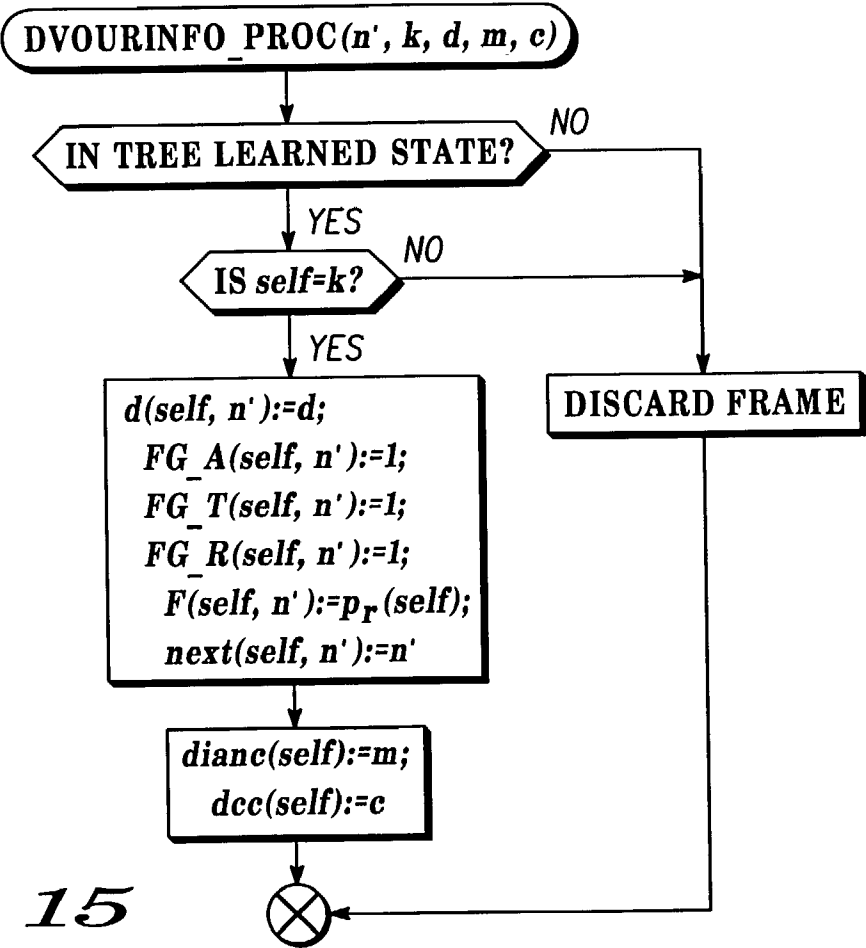 DVOURINFO_PROC(n', k, d, m, c)
IN TREE LEARNED STATE?
NO
YES
IS self=k?
NO
YES
d(self, n'):=d;
FG_A(self, n'):=1;
FG_T(self, n'):=1;
FG_R(self, n'):=1;
F(self, n'):=pr(self);
next(self, n'):=n'
DISCARD FRAME
dianc(self):=m;
dcc(self):=c
15